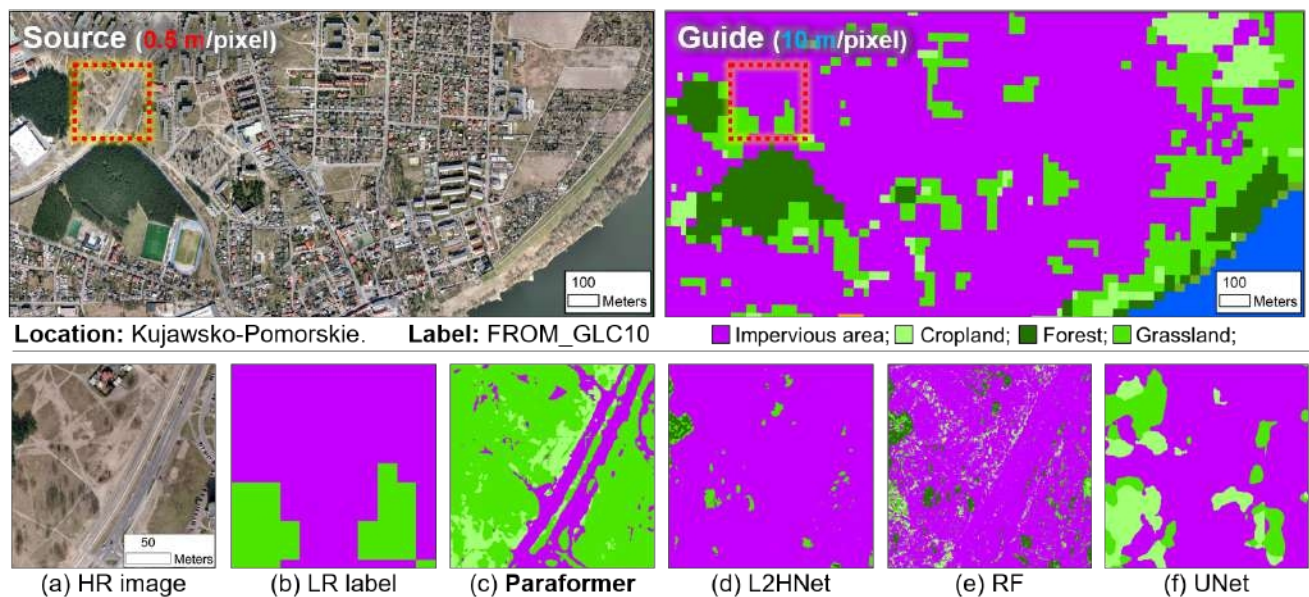 Source (0.5 m/pixel)
Guide (10 m/pixel)
100
Meters
100
Meters
Location: Kujawsko-Pomorskie. Label: FROM_GLC10
Impervious area; Cropland; Forest; Grassland;
50
Meters
(a) HR image (b) LR label (c) Paraformer (d) L2HNet (e) RF (f) UNet